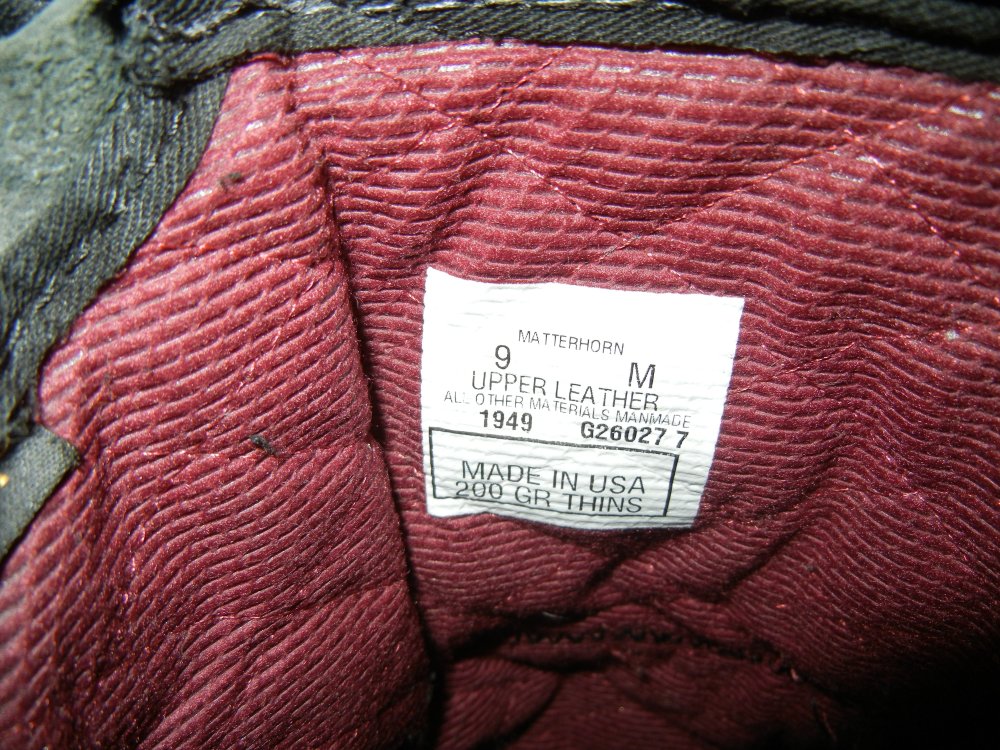 MATTERHORN
9 M
UPPER LEATHER
ALL OTHER MATERIALS MANMADE
1949 G26027 7
MADE IN USA
200 GR THINS